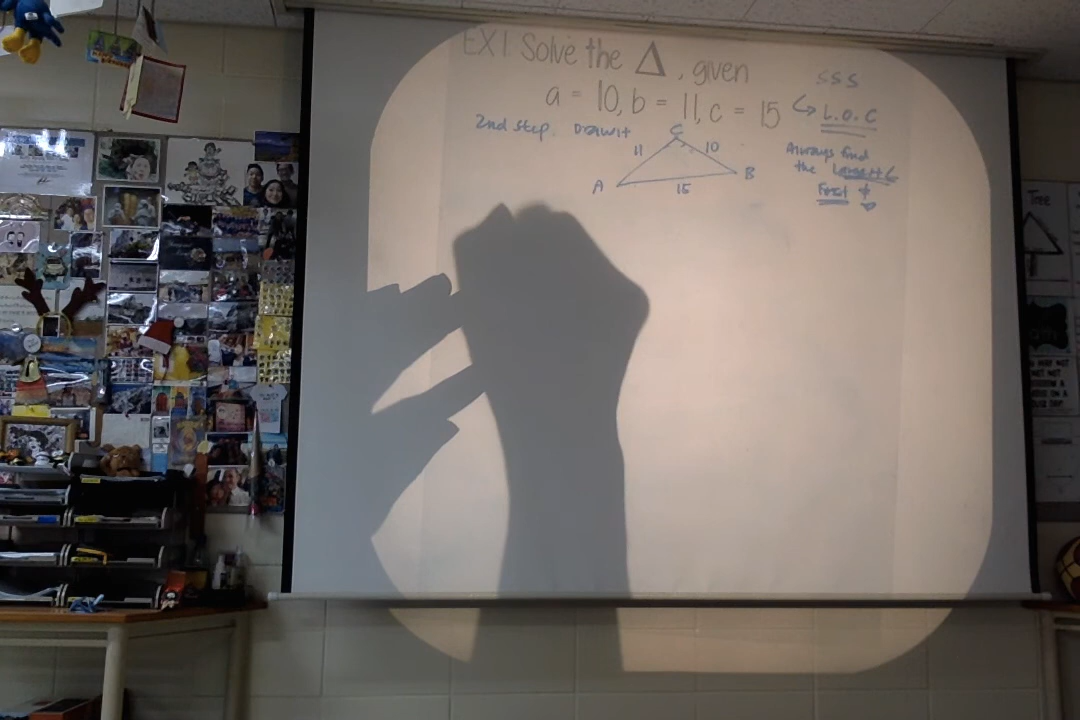 EX1 Solve the Δ, given
a = 10, b = 11, c = 15
SSS
↳ L.O.C
2nd step. Draw it
C
11
10
A
15
B
Always find
the Largest ∠
First
Tree